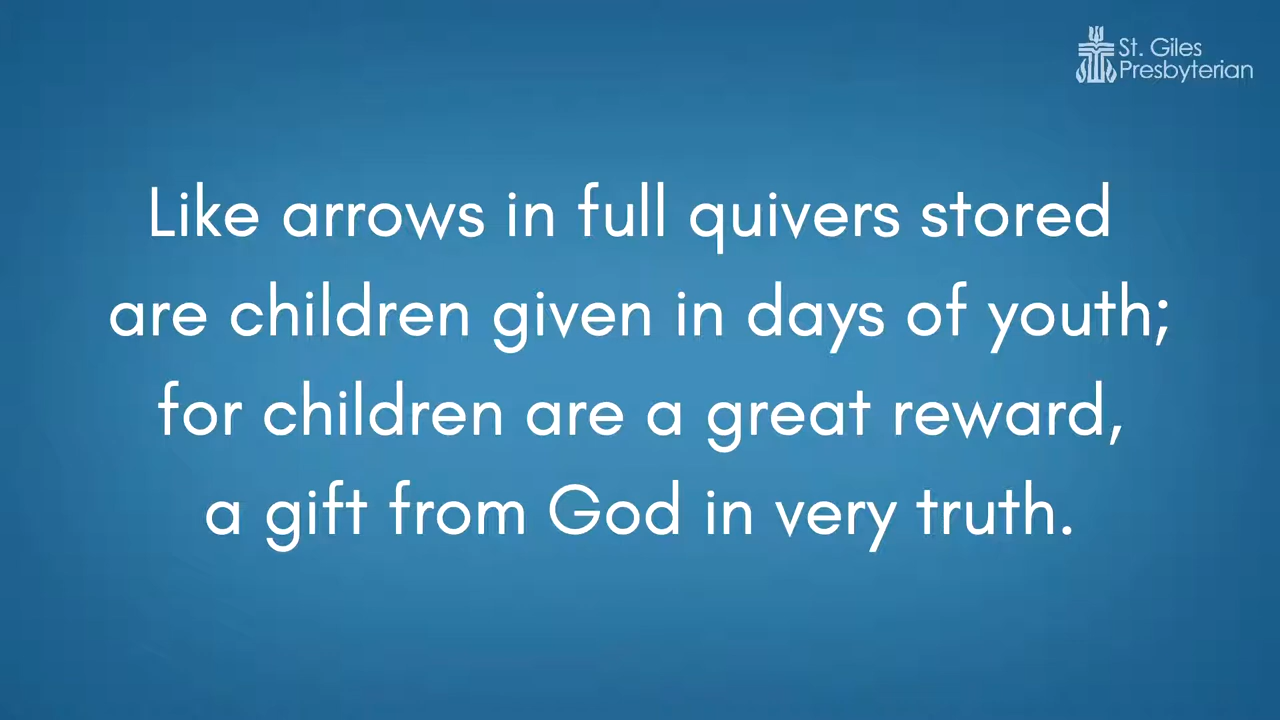 St. Giles
Presbyterian
Like arrows in full quivers stored
are children given in days of youth;
for children are a great reward,
a gift from God in very truth.